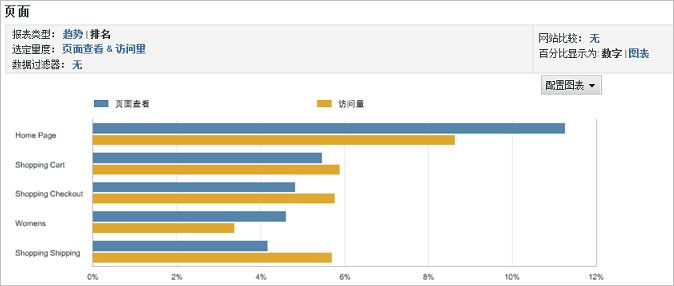 页面
报表类型: 趋势 | 排名
选定量度: 页面查看 & 访问量
数据过滤器: 无
网站比较: 无
百分比显示为: 数字 | 图表
配置图表
页面查看 访问量
Home Page
Shopping Cart
Shopping Checkout
Womens
Shopping Shipping
0% 2% 4% 6% 8% 10% 12%